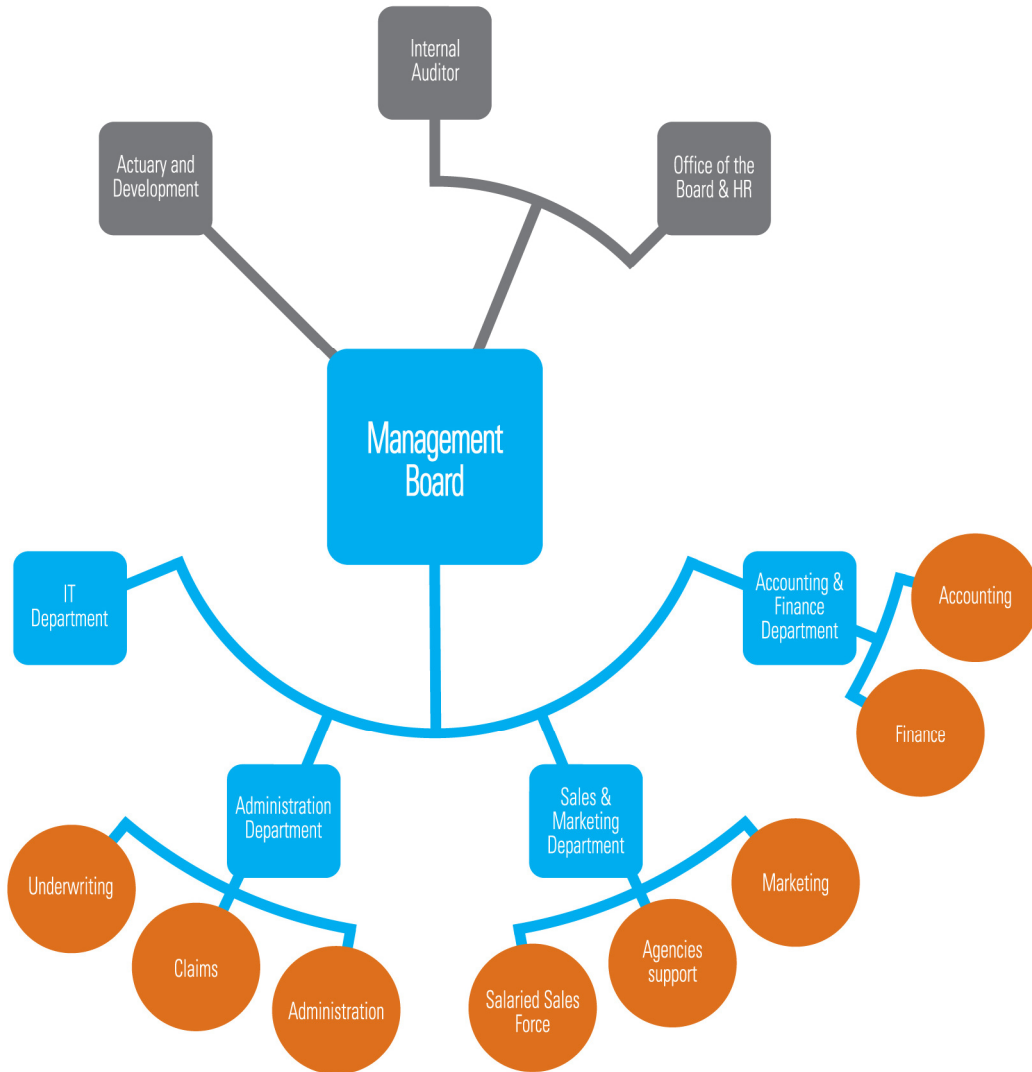 Internal
Auditor
Actuary and
Development
Office of the
Board & HR
Management
Board
IT
Department
Accounting &
Finance
Department
Accounting
Finance
Administration
Department
Sales &
Marketing
Department
Underwriting
Claims
Administration
Salaried Sales
Force
Agencies
support
Marketing